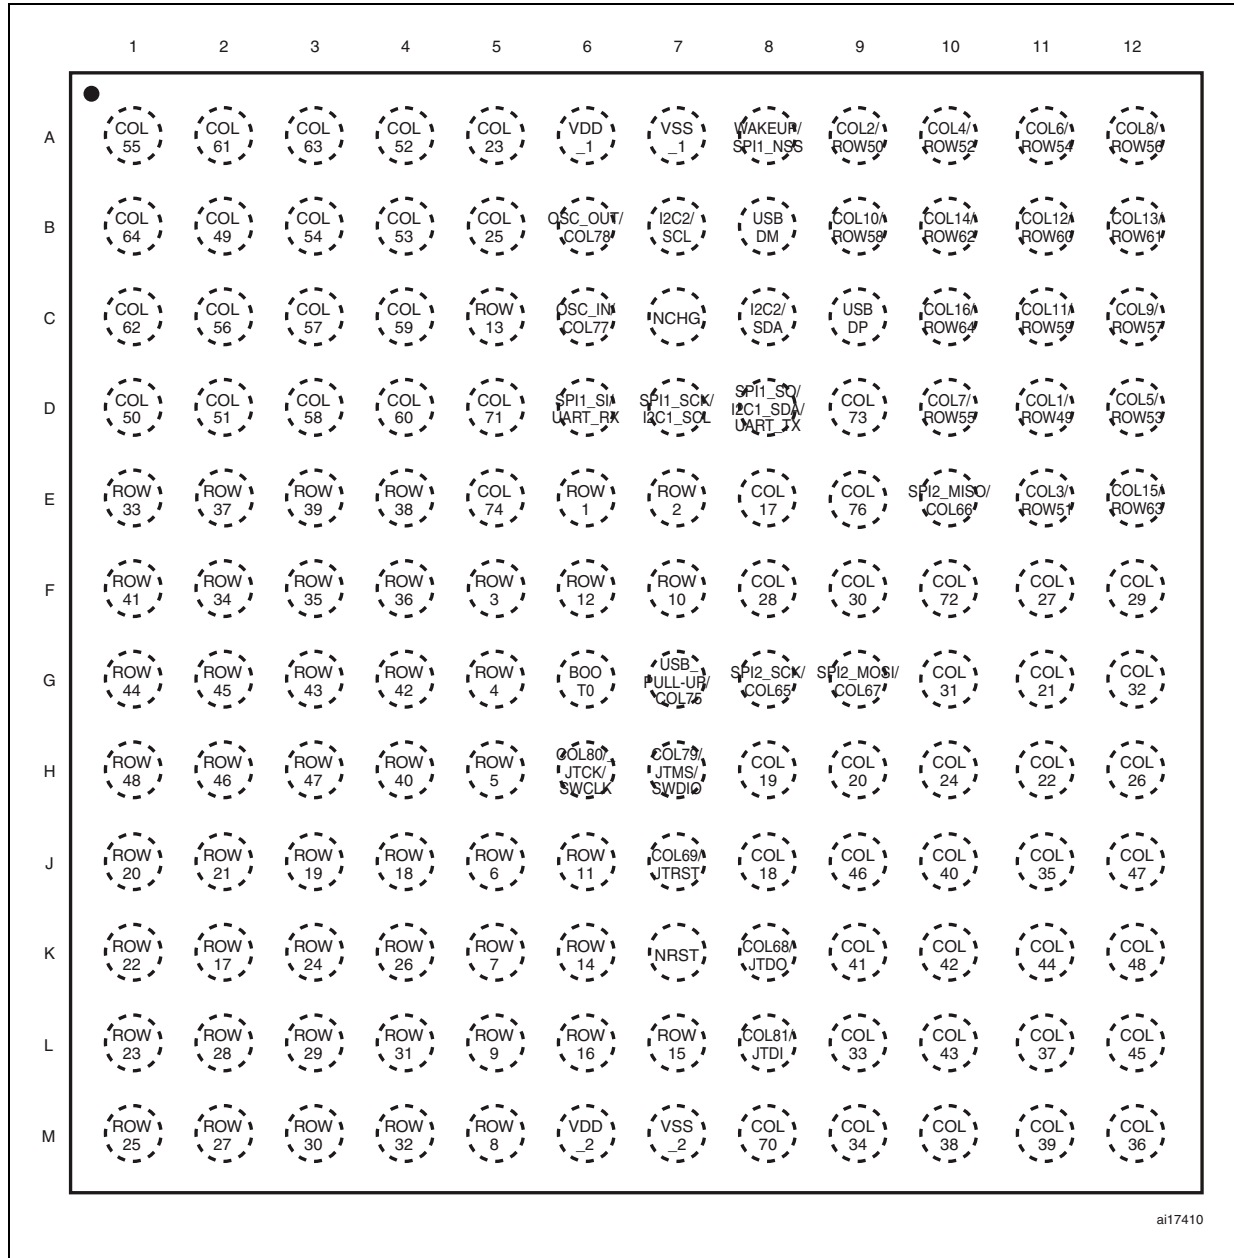 1 2 3 4 5 6 7 8 9 10 11 12
A COL 55 COL 61 COL 63 COL 52 COL 23 VDD _1 VSS _1 WAKEUP/ SPI1_NSS COL2/ ROW50 COL4/ ROW52 COL6/ ROW54 COL8/ ROW56
B COL 64 COL 49 COL 54 COL 53 COL 25 OSC_OUT/ COL78 I2C2/ SCL USB DM COL10/ ROW58 COL14/ ROW62 COL12/ ROW60 COL13/ ROW61
C COL 62 COL 56 COL 57 COL 59 ROW 13 OSC_IN/ COL77 NCHG I2C2/ SDA USB DP COL16/ ROW64 COL11/ ROW59 COL9/ ROW57
D COL 50 COL 51 COL 58 COL 60 COL 71 SPI1_SI/ UART_RX SPI1_SCK/ I2C1_SCL SPI1_SO/ I2C1_SDA/ UART_TX COL 73 COL7/ ROW55 COL1/ ROW49 COL5/ ROW53
E ROW 33 ROW 37 ROW 39 ROW 38 COL 74 ROW 1 ROW 2 COL 17 COL 76 SPI2_MISO/ COL66 COL3/ ROW51 COL15/ ROW63
F ROW 41 ROW 34 ROW 35 ROW 36 ROW 3 ROW 12 ROW 10 COL 28 COL 30 COL 72 COL 27 COL 29
G ROW 44 ROW 45 ROW 43 ROW 42 ROW 4 BOO T0 USB_ PULL-UP/ COL75 SPI2_SCK/ COL65 SPI2_MOSI/ COL67 COL 31 COL 21 COL 32
H ROW 48 ROW 46 ROW 47 ROW 40 ROW 5 COL80/ JTCK/ SWCLK COL79/ JTMS/ SWDIO COL 19 COL 20 COL 24 COL 22 COL 26
J ROW 20 ROW 21 ROW 19 ROW 18 ROW 6 ROW 11 COL69/ JTRST COL 18 COL 46 COL 40 COL 35 COL 47
K ROW 22 ROW 17 ROW 24 ROW 26 ROW 7 ROW 14 NRST COL68/ JTDO COL 41 COL 42 COL 44 COL 48
L ROW 23 ROW 28 ROW 29 ROW 31 ROW 9 ROW 16 ROW 15 COL81/ JTDI COL 33 COL 43 COL 37 COL 45
M ROW 25 ROW 27 ROW 30 ROW 32 ROW 8 VDD _2 VSS _2 COL 70 COL 34 COL 38 COL 39 COL 36
ai17410